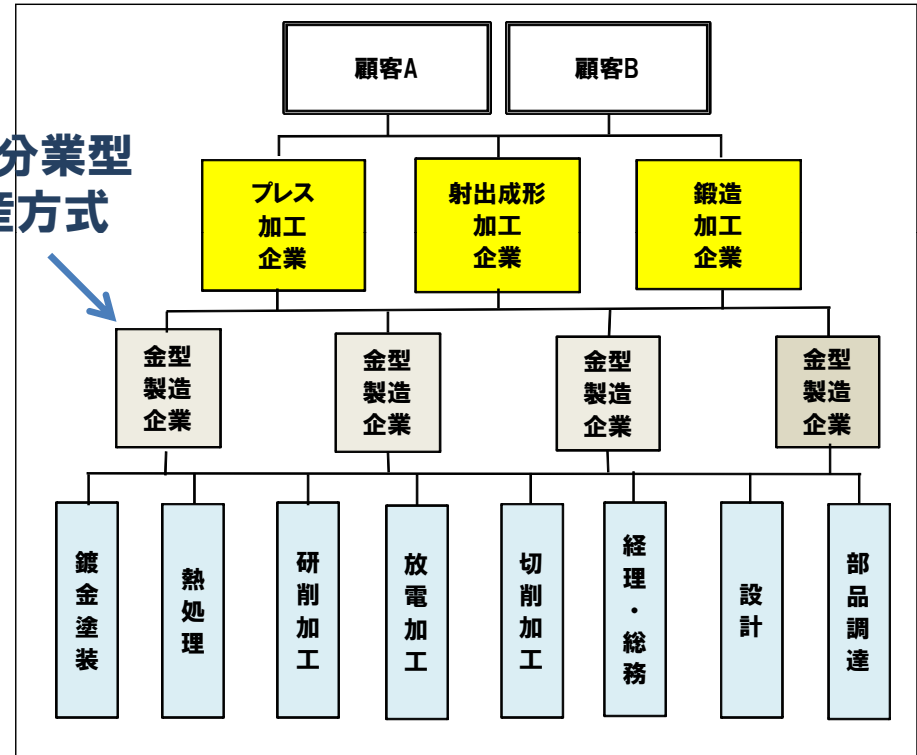 顧客A
顧客B
分業型
産方式
プレス
加工
企業
射出成形
加工
企業
鍛造
加工
企業
金型
製造
企業
金型
製造
企業
金型
製造
企業
金型
製造
企業
鍍金塗装
熱処理
研削加工
放電加工
切削加工
経理・総務
設計
部品調達